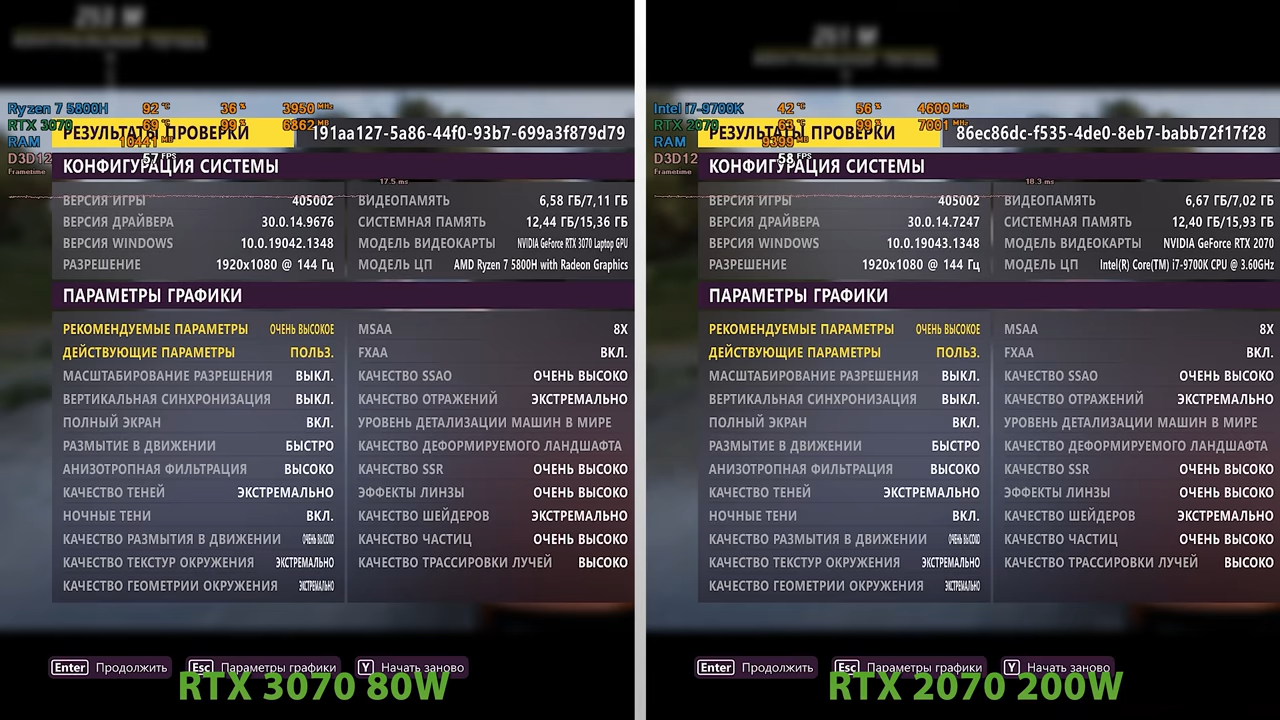 253 М
КОНТРОЛЬНАЯ ТОЧКА
Ryzen 7 5800H 92 °C 36 % 3950 MHz
RTX 3070 69 °C 99 % 6862 MB
RAM 10441 MB
D3D12 57 FPS
Frametime
17.5 ms
РЕЗУЛЬТАТЫ ПРОВЕРКИ 191aa127-5a86-44f0-93b7-699a3f879d79
КОНФИГУРАЦИЯ СИСТЕМЫ
ВЕРСИЯ ИГРЫ 405002
ВЕРСИЯ ДРАЙВЕРА 30.0.14.9676
ВЕРСИЯ WINDOWS 10.0.19042.1348
РАЗРЕШЕНИЕ 1920x1080 @ 144 Гц
ВИДЕОПАМЯТЬ 6,58 ГБ/7,11 ГБ
СИСТЕМНАЯ ПАМЯТЬ 12,44 ГБ/15,36 ГБ
МОДЕЛЬ ВИДЕОКАРТЫ NVIDIA GeForce RTX 3070 Laptop GPU
МОДЕЛЬ ЦП AMD Ryzen 7 5800H with Radeon Graphics
ПАРАМЕТРЫ ГРАФИКИ
РЕКОМЕНДУЕМЫЕ ПАРАМЕТРЫ ОЧЕНЬ ВЫСОКОЕ
ДЕЙСТВУЮЩИЕ ПАРАМЕТРЫ ПОЛЬЗ.
МАСШТАБИРОВАНИЕ РАЗРЕШЕНИЯ ВЫКЛ.
ВЕРТИКАЛЬНАЯ СИНХРОНИЗАЦИЯ ВЫКЛ.
ПОЛНЫЙ ЭКРАН ВКЛ.
РАЗМЫТИЕ В ДВИЖЕНИИ БЫСТРО
АНИЗОТРОПНАЯ ФИЛЬТРАЦИЯ ВЫСОКО
КАЧЕСТВО ТЕНЕЙ ЭКСТРЕМАЛЬНО
НОЧНЫЕ ТЕНИ ВКЛ.
КАЧЕСТВО РАЗМЫТИЯ В ДВИЖЕНИИ ОЧЕНЬ ВЫСОКО
КАЧЕСТВО ТЕКСТУР ОКРУЖЕНИЯ ЭКСТРЕМАЛЬНО
КАЧЕСТВО ГЕОМЕТРИИ ОКРУЖЕНИЯ ЭКСТРЕМАЛЬНО
MSAA 8X
FXAA ВКЛ.
КАЧЕСТВО SSAO ОЧЕНЬ ВЫСОКО
КАЧЕСТВО ОТРАЖЕНИЙ ЭКСТРЕМАЛЬНО
УРОВЕНЬ ДЕТАЛИЗАЦИИ МАШИН В МИРЕ
КАЧЕСТВО ДЕФОРМИРУЕМОГО ЛАНДШАФТА
КАЧЕСТВО SSR ОЧЕНЬ ВЫСОКО
ЭФФЕКТЫ ЛИНЗЫ ОЧЕНЬ ВЫСОКО
КАЧЕСТВО ШЕЙДЕРОВ ЭКСТРЕМАЛЬНО
КАЧЕСТВО ЧАСТИЦ ОЧЕНЬ ВЫСОКО
КАЧЕСТВО ТРАССИРОВКИ ЛУЧЕЙ ВЫСОКО
Enter Продолжить Esc Параметры графики Y Начать заново
RTX 3070 80W
251 М
КОНТРОЛЬНАЯ ТОЧКА
Intel i7-9700K 42 °C 56 % 4600 MHz
RTX 2070 61 °C 99 % 7001 MB
RAM 9399 MB
D3D12 58 FPS
Frametime
18.3 ms
РЕЗУЛЬТАТЫ ПРОВЕРКИ 86ec86dc-f535-4de0-8eb7-babb72f17f28
КОНФИГУРАЦИЯ СИСТЕМЫ
ВЕРСИЯ ИГРЫ 405002
ВЕРСИЯ ДРАЙВЕРА 30.0.14.7247
ВЕРСИЯ WINDOWS 10.0.19043.1348
РАЗРЕШЕНИЕ 1920x1080 @ 144 Гц
ВИДЕОПАМЯТЬ 6,67 ГБ/7,02 ГБ
СИСТЕМНАЯ ПАМЯТЬ 12,40 ГБ/15,93 ГБ
МОДЕЛЬ ВИДЕОКАРТЫ NVIDIA GeForce RTX 2070
МОДЕЛЬ ЦП Intel(R) Core(TM) i7-9700K CPU @ 3.60GHz
ПАРАМЕТРЫ ГРАФИКИ
РЕКОМЕНДУЕМЫЕ ПАРАМЕТРЫ ОЧЕНЬ ВЫСОКОЕ
ДЕЙСТВУЮЩИЕ ПАРАМЕТРЫ ПОЛЬЗ.
МАСШТАБИРОВАНИЕ РАЗРЕШЕНИЯ ВЫКЛ.
ВЕРТИКАЛЬНАЯ СИНХРОНИЗАЦИЯ ВЫКЛ.
ПОЛНЫЙ ЭКРАН ВКЛ.
РАЗМЫТИЕ В ДВИЖЕНИИ БЫСТРО
АНИЗОТРОПНАЯ ФИЛЬТРАЦИЯ ВЫСОКО
КАЧЕСТВО ТЕНЕЙ ЭКСТРЕМАЛЬНО
НОЧНЫЕ ТЕНИ ВКЛ.
КАЧЕСТВО РАЗМЫТИЯ В ДВИЖЕНИИ ОЧЕНЬ ВЫСОКО
КАЧЕСТВО ТЕКСТУР ОКРУЖЕНИЯ ЭКСТРЕМАЛЬНО
КАЧЕСТВО ГЕОМЕТРИИ ОКРУЖЕНИЯ ЭКСТРЕМАЛЬНО
MSAA 8X
FXAA ВКЛ.
КАЧЕСТВО SSAO ОЧЕНЬ ВЫСОКО
КАЧЕСТВО ОТРАЖЕНИЙ ЭКСТРЕМАЛЬНО
УРОВЕНЬ ДЕТАЛИЗАЦИИ МАШИН В МИРЕ
КАЧЕСТВО ДЕФОРМИРУЕМОГО ЛАНДШАФТА
КАЧЕСТВО SSR ОЧЕНЬ ВЫСОКО
ЭФФЕКТЫ ЛИНЗЫ ОЧЕНЬ ВЫСОКО
КАЧЕСТВО ШЕЙДЕРОВ ЭКСТРЕМАЛЬНО
КАЧЕСТВО ЧАСТИЦ ОЧЕНЬ ВЫСОКО
КАЧЕСТВО ТРАССИРОВКИ ЛУЧЕЙ ВЫСОКО
Enter Продолжить Esc Параметры графики Y Начать заново
RTX 2070 200W